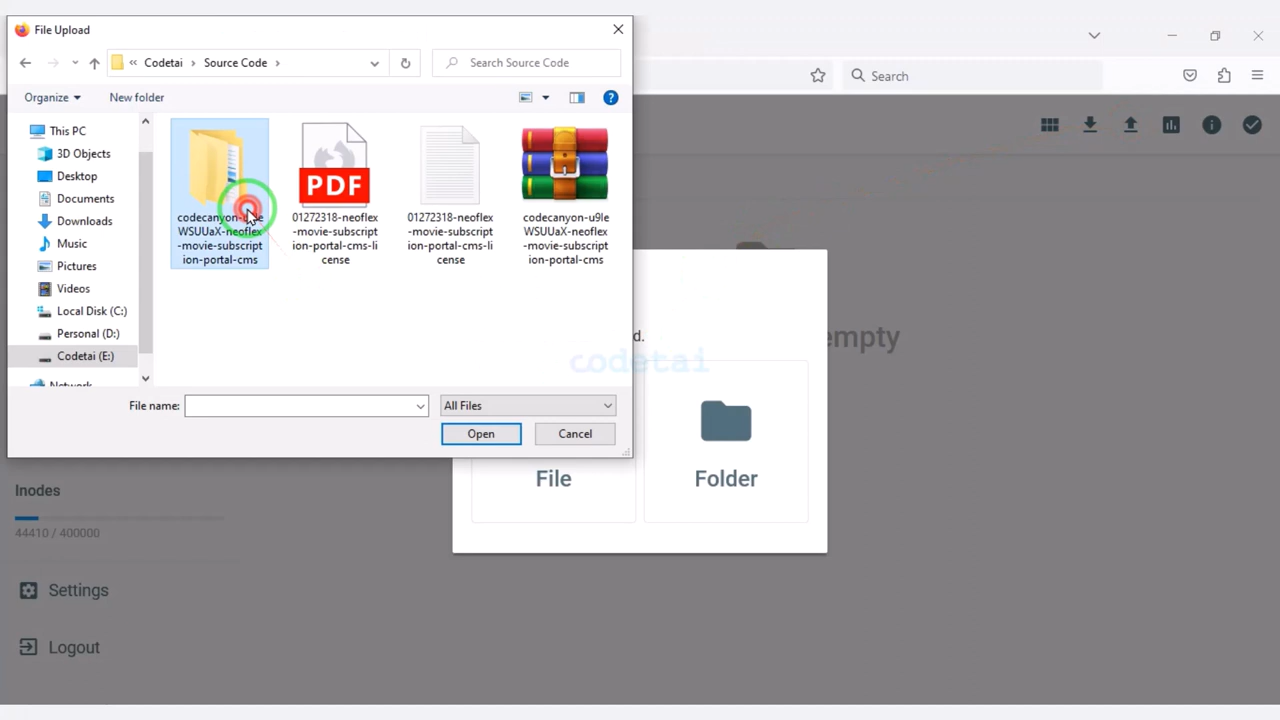 File Upload
Codetai
Source Code
Search Source Code
Search
Organize
New folder
This PC
3D Objects
Desktop
Documents
Downloads
Music
Pictures
Videos
Local Disk (C:)
Personal (D:)
Codetai (E:)
Network
WSUUaX-neoflex
-movie-subscript
ion-portal-cms
PDF
01272318-neoflex
-movie-subscript
ion-portal-cms-li
cense
01272318-neoflex
-movie-subscript
ion-portal-cms-li
cense
codecanyon-u9le
WSUUaX-neoflex
-movie-subscript
ion-portal-cms
d.
empty
codetai
File name:
All Files
Open
Cancel
File
Folder
Inodes
44410 / 400000
Settings
Logout